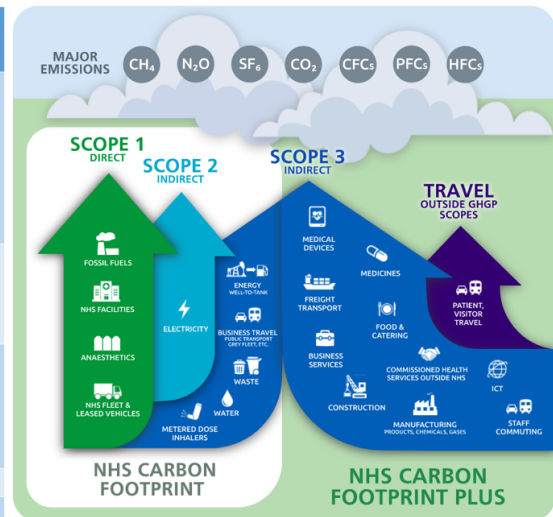 MAJOR
EMISSIONS
CH₄
N₂O
SF₆
CO₂
CFCs
PFCs
HFCs
SCOPE 1
DIRECT
SCOPE 2
INDIRECT
SCOPE 3
INDIRECT
TRAVEL
OUTSIDE GHGP
SCOPES
FOSSIL FUELS
NHS FACILITIES
ANAESTHETICS
NHS FLEET &
LEASED VEHICLES
ELECTRICITY
ENERGY
WELL-TO-TANK
BUSINESS TRAVEL
PUBLIC TRANSPORT
GREY FLEET, ETC.
WASTE
WATER
METERED DOSE
INHALERS
MEDICAL
DEVICES
MEDICINES
FREIGHT
TRANSPORT
FOOD &
CATERING
BUSINESS
SERVICES
COMMISSIONED HEALTH
SERVICES OUTSIDE NHS
CONSTRUCTION
MANUFACTURING
PRODUCTS, CHEMICALS, GASES
ICT
STAFF
COMMUTING
PATIENT,
VISITOR
TRAVEL
NHS CARBON
FOOTPRINT
NHS CARBON
FOOTPRINT PLUS